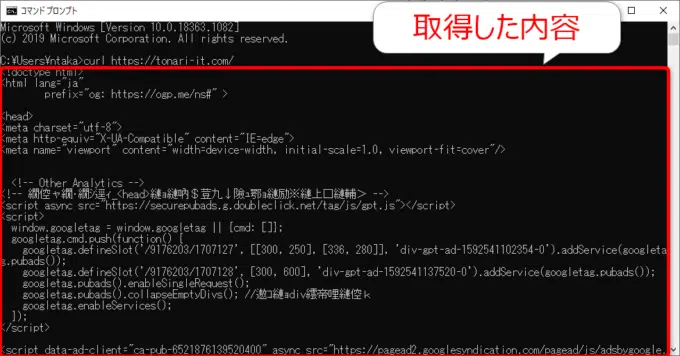 コマンド プロンプト
取得した内容
Microsoft Windows [Version 10.0.18363.1082]
(c) 2019 Microsoft Corporation. All rights reserved.
C:\Users\ntaka>curl https://tonari-it.com/
<!doctype html>
<html lang="ja"
prefix="og: https://ogp.me/ns#" >
<head>
<meta charset="utf-8">
<meta http-equiv="X-UA-Compatible" content="IE=edge">
<meta name="viewport" content="width=device-width, initial-scale=1.0, viewport-fit=cover"/>
<!-- Other Analytics -->
<!-- <head> -->
<script async src="https://securepubads.g.doubleclick.net/tag/js/gpt.js"></script>
<script>
window.googletag = window.googletag || {cmd: []};
googletag.cmd.push(function() {
googletag.defineSlot('/9176203/1707127', [[300, 250], [336, 280]], 'div-gpt-ad-1592541102354-0').addService(googleta
g.pubads());
googletag.defineSlot('/9176203/1707128', [300, 600], 'div-gpt-ad-1592541137520-0').addService(googletag.pubads());
googletag.pubads().enableSingleRequest();
googletag.pubads().collapseEmptyDivs(); //
googletag.enableServices();
});
</script>
<script data-ad-client="ca-pub-6521876139520400" async src="https://pagead2.googlesyndication.com/pagead/js/adsbygoogle